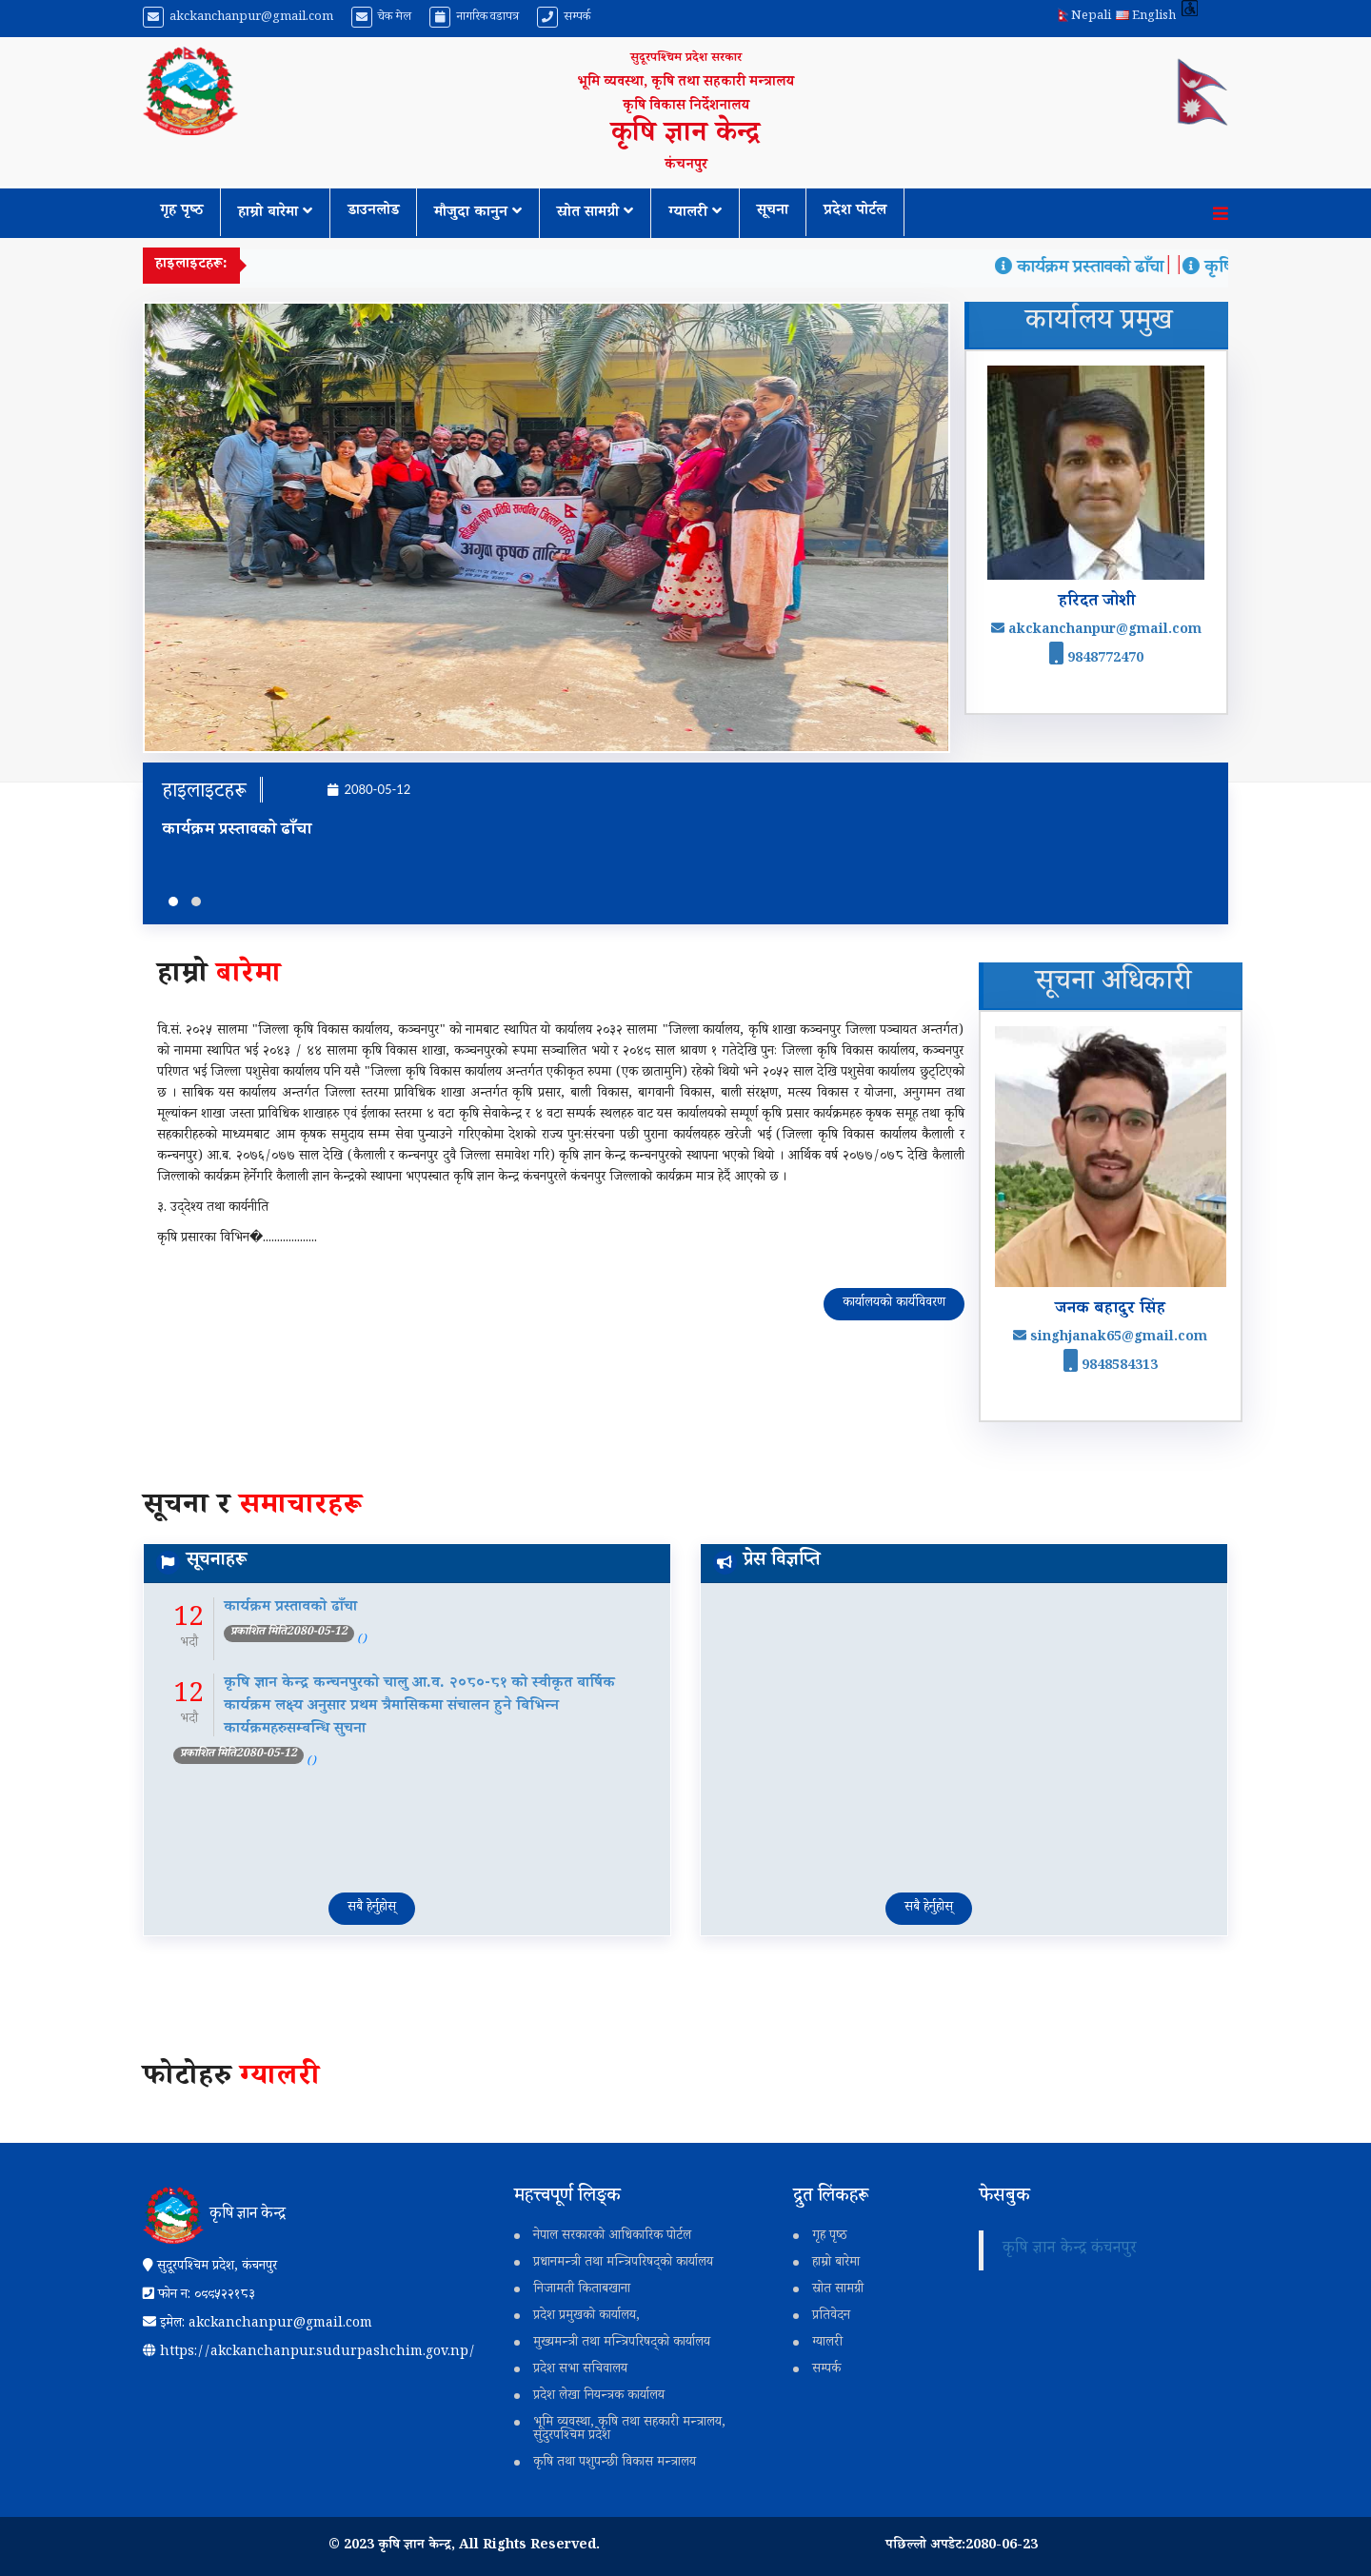 akckanchanpur@gmail.com चेक मेल नागरिक वडापत्र सम्पर्क
Nepali English
सुदूरपश्चिम प्रदेश सरकार
भूमि व्यवस्था, कृषि तथा सहकारी मन्त्रालय
कृषि विकास निर्देशनालय
कृषि ज्ञान केन्द्र
कंचनपुर
गृह पृष्ठ हाम्रो बारेमा डाउनलोड मौजुदा कानुन स्रोत सामग्री ग्यालरी सूचना प्रदेश पोर्टल
हाइलाइटहरू:
कार्यक्रम प्रस्तावको ढाँचा| | कृषि
कार्यालय प्रमुख
अगुवा कृषक तालिम
हरिदत जोशी
akckanchanpur@gmail.com
9848772470
हाइलाइटहरू
2080-05-12
कार्यक्रम प्रस्तावको ढाँचा
हाम्रो बारेमा
वि.सं. २०२५ सालमा "जिल्ला कृषि विकास कार्यालय, कञ्चनपुर" को नामबाट स्थापित यो कार्यालय २०३२ सालमा "जिल्ला कार्यालय, कृषि शाखा कञ्चनपुर जिल्ला पञ्चायत अन्तर्गत)
को नाममा स्थापित भई २०४३ / ४४ सालमा कृषि विकास शाखा, कञ्चनपुरको रूपमा सञ्चालित भयो र २०४९ साल श्रावण १ गतेदेखि पुन: जिल्ला कृषि विकास कार्यालय, कञ्चनपुर
परिणत भई जिल्ला पशुसेवा कार्यालय पनि यसै "जिल्ला कृषि विकास कार्यालय अन्तर्गत एकीकृत रुपमा (एक छातामुनि) रहेको थियो भने २०५२ साल देखि पशुसेवा कार्यालय छुट्टिएको
छ । साबिक यस कार्यालय अन्तर्गत जिल्ला स्तरमा प्राविधिक शाखा अन्तर्गत कृषि प्रसार, बाली विकास, बागवानी विकास, बाली संरक्षण, मत्स्य विकास र योजना, अनुगमन तथा
मूल्यांकन शाखा जस्ता प्राविधिक शाखाहरु एवं ईलाका स्तरमा ४ वटा कृषि सेवाकेन्द्र र ४ वटा सम्पर्क स्थलहरु वाट यस कार्यालयको सम्पूर्ण कृषि प्रसार कार्यक्रमहरु कृषक समूह तथा कृषि
सहकारीहरुको माध्यमबाट आम कृषक समुदाय सम्म सेवा पुन्याउने गरिएकोमा देशको राज्य पुन:संरचना पछी पुराना कार्यलयहरु खरेजी भई (जिल्ला कृषि विकास कार्यालय कैलाली र
कन्चनपुर) आ.ब. २०७६/०७७ साल देखि (कैलाली र कन्चनपुर दुवै जिल्ला समावेश गरि) कृषि ज्ञान केन्द्र कन्चनपुरको स्थापना भएको थियो । आर्थिक वर्ष २०७७/०७८ देखि कैलाली
जिल्लाको कार्यक्रम हेर्नेगरि कैलाली ज्ञान केन्द्रको स्थापना भएपस्चात कृषि ज्ञान केन्द्र कंचनपुरले कंचनपुर जिल्लाको कार्यक्रम मात्र हेर्दै आएको छ ।
३. उद्देश्य तथा कार्यनीति
कृषि प्रसारका विभिन�...................
कार्यालयको कार्यविवरण
सूचना अधिकारी
जनक बहादुर सिंह
singhjanak65@gmail.com
9848584313
सूचना र समाचारहरू
सूचनाहरू
12 कार्यक्रम प्रस्तावको ढाँचा
भदौ प्रकाशित मिति2080-05-12 ()
12 कृषि ज्ञान केन्द्र कन्चनपुरको चालु आ.व. २०८०-८१ को स्वीकृत बार्षिक
भदौ कार्यक्रम लक्ष्य अनुसार प्रथम त्रैमासिकमा संचालन हुने बिभिन्न
कार्यक्रमहरुसम्बन्धि सुचना
प्रकाशित मिति2080-05-12 ()
सबै हेर्नुहोस्
प्रेस विज्ञप्ति
सबै हेर्नुहोस्
फोटोहरु ग्यालरी
कृषि ज्ञान केन्द्र
सुदूरपश्चिम प्रदेश, कंचनपुर
फोन न: ०९९५२२१८३
इमेल: akckanchanpur@gmail.com
https://akckanchanpur.sudurpashchim.gov.np/
महत्त्वपूर्ण लिङ्क
नेपाल सरकारको आधिकारिक पोर्टल
प्रधानमन्त्री तथा मन्त्रिपरिषद्को कार्यालय
निजामती किताबखाना
प्रदेश प्रमुखको कार्यालय,
मुख्यमन्त्री तथा मन्त्रिपरिषद्को कार्यालय
प्रदेश सभा सचिवालय
प्रदेश लेखा नियन्त्रक कार्यालय
भूमि व्यवस्था, कृषि तथा सहकारी मन्त्रालय,
सुदुरपश्चिम प्रदेश
कृषि तथा पशुपन्छी विकास मन्त्रालय
द्रुत लिंकहरू
गृह पृष्ठ
हाम्रो बारेमा
स्रोत सामग्री
प्रतिवेदन
ग्यालरी
सम्पर्क
फेसबुक
कृषि ज्ञान केन्द्र कंचनपुर
© 2023 कृषि ज्ञान केन्द्र, All Rights Reserved.
पछिल्लो अपडेट:2080-06-23